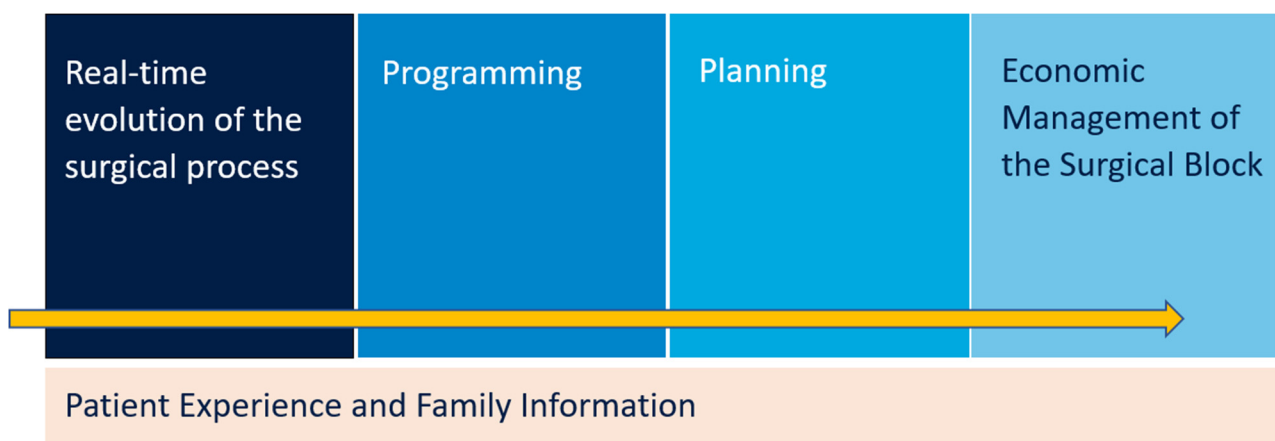 Real-time
evolution of the
surgical process
Programming
Planning
Economic
Management of
the Surgical Block
Patient Experience and Family Information